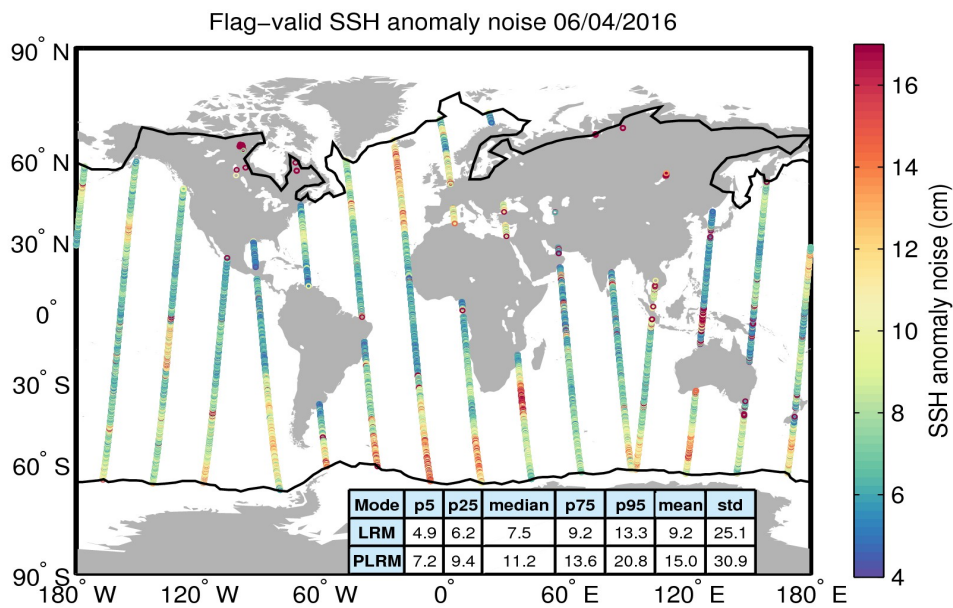 Flag−valid SSH anomaly noise 06/04/2016
90° N
60° N
30° N
0°
30° S
60° S
90° S
180° W 120° W 60° W 0° 60° E 120° E 180° E
16
14
12
10
8
6
4
SSH anomaly noise (cm)
Mode p5 p25 median p75 p95 mean std
LRM 4.9 6.2 7.5 9.2 13.3 9.2 25.1
PLRM 7.2 9.4 11.2 13.6 20.8 15.0 30.9